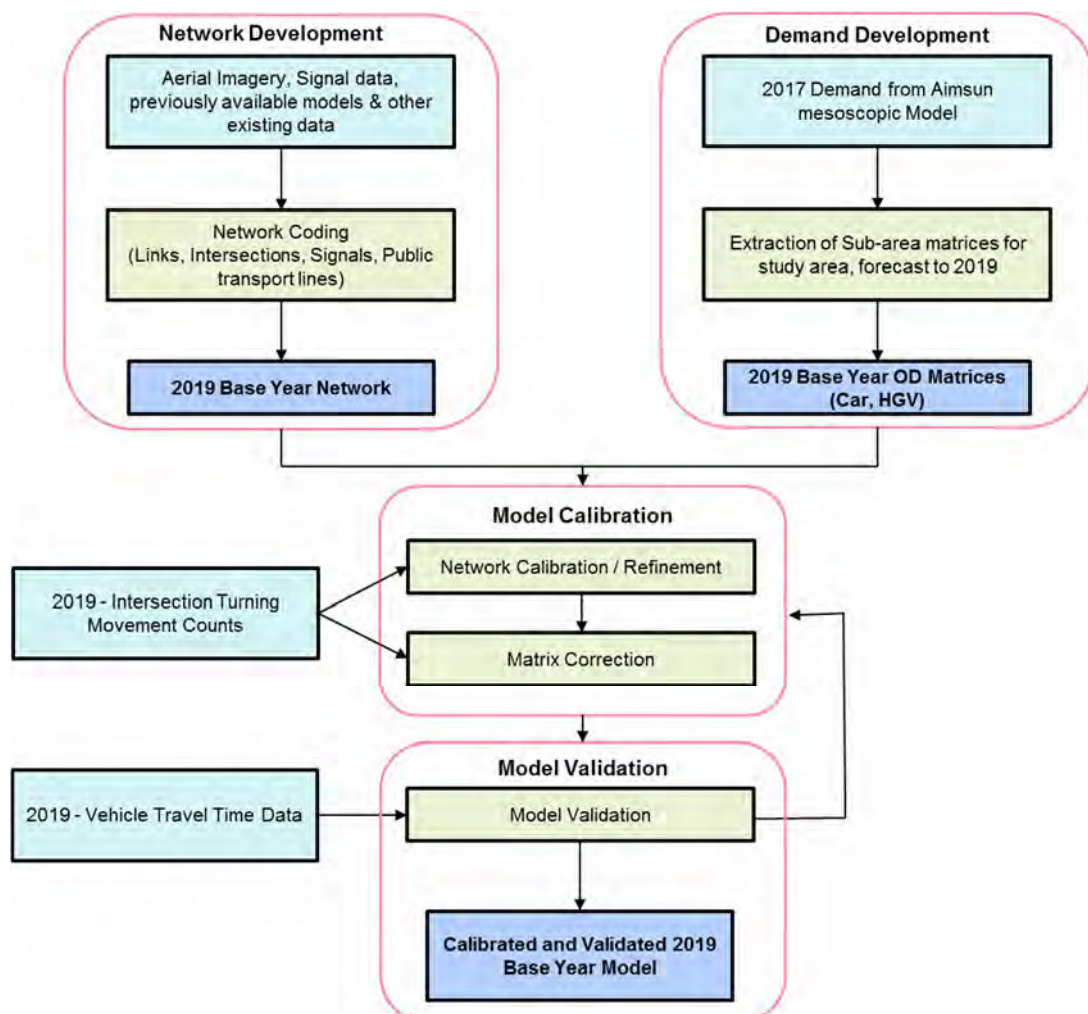 Network Development
Aerial Imagery, Signal data,
previously available models & other
existing data
Network Coding
(Links, Intersections, Signals, Public
transport lines)
2019 Base Year Network
Demand Development
2017 Demand from Aimsun
mesoscopic Model
Extraction of Sub-area matrices for
study area, forecast to 2019
2019 Base Year OD Matrices
(Car, HGV)
Model Calibration
Network Calibration / Refinement
2019 - Intersection Turning
Movement Counts
Matrix Correction
Model Validation
2019 - Vehicle Travel Time Data
Model Validation
Calibrated and Validated 2019
Base Year Model